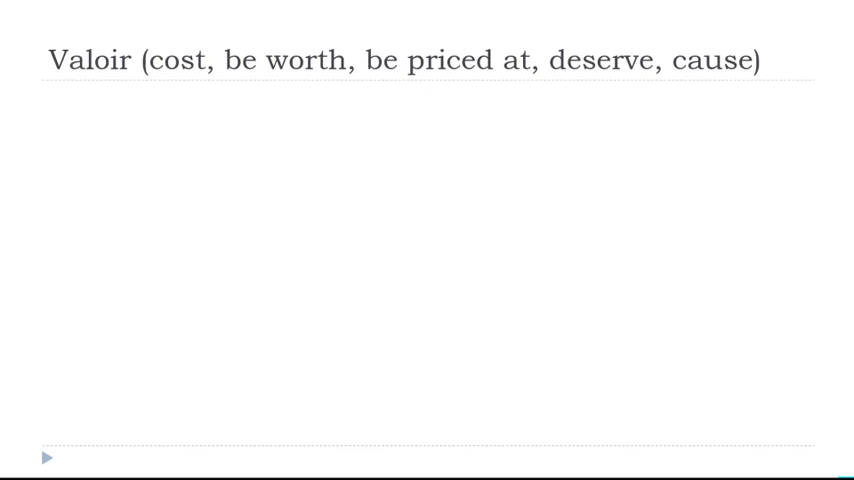 Valoir (cost, be worth, be priced at, deserve, cause)